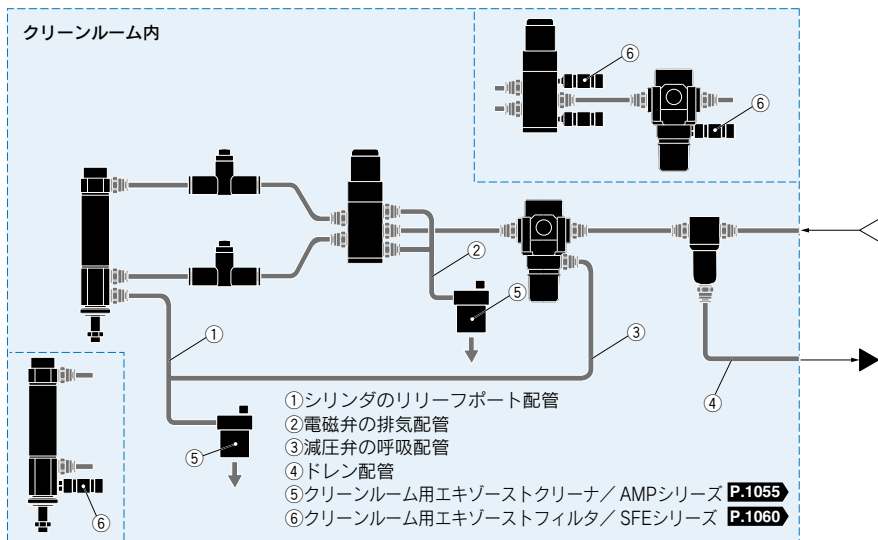 クリーンルーム内
⑥
⑥
②
⑤
①
③
④
⑤
⑥
①シリンダのリリーフポート配管
②電磁弁の排気配管
③減圧弁の呼吸配管
④ドレン配管
⑤クリーンルーム用エキゾーストクリーナ／AMPシリーズ P.1055
⑥クリーンルーム用エキゾーストフィルタ／SFEシリーズ P.1060